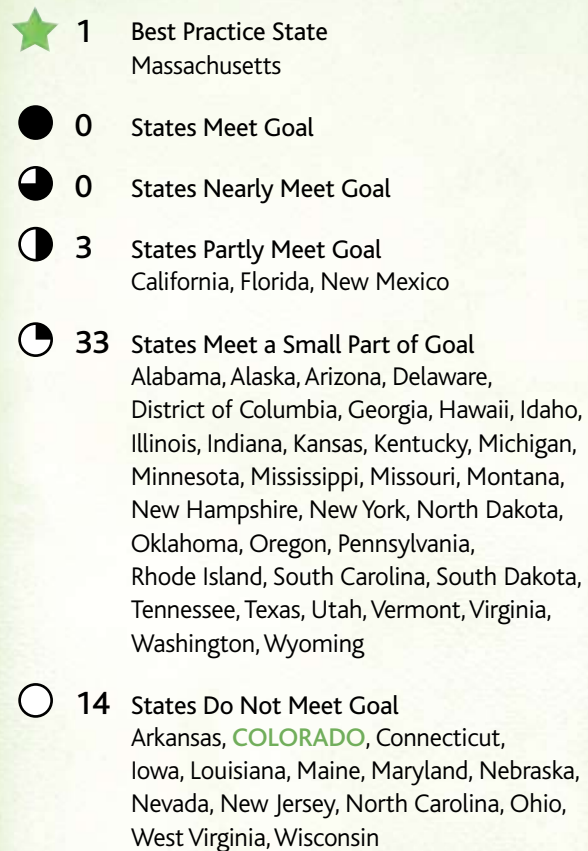 1 Best Practice State
Massachusetts
0 States Meet Goal
0 States Nearly Meet Goal
3 States Partly Meet Goal
California, Florida, New Mexico
33 States Meet a Small Part of Goal
Alabama, Alaska, Arizona, Delaware,
District of Columbia, Georgia, Hawaii, Idaho,
Illinois, Indiana, Kansas, Kentucky, Michigan,
Minnesota, Mississippi, Missouri, Montana,
New Hampshire, New York, North Dakota,
Oklahoma, Oregon, Pennsylvania,
Rhode Island, South Carolina, South Dakota,
Tennessee, Texas, Utah, Vermont, Virginia,
Washington, Wyoming
14 States Do Not Meet Goal
Arkansas, COLORADO, Connecticut,
Iowa, Louisiana, Maine, Maryland, Nebraska,
Nevada, New Jersey, North Carolina, Ohio,
West Virginia, Wisconsin